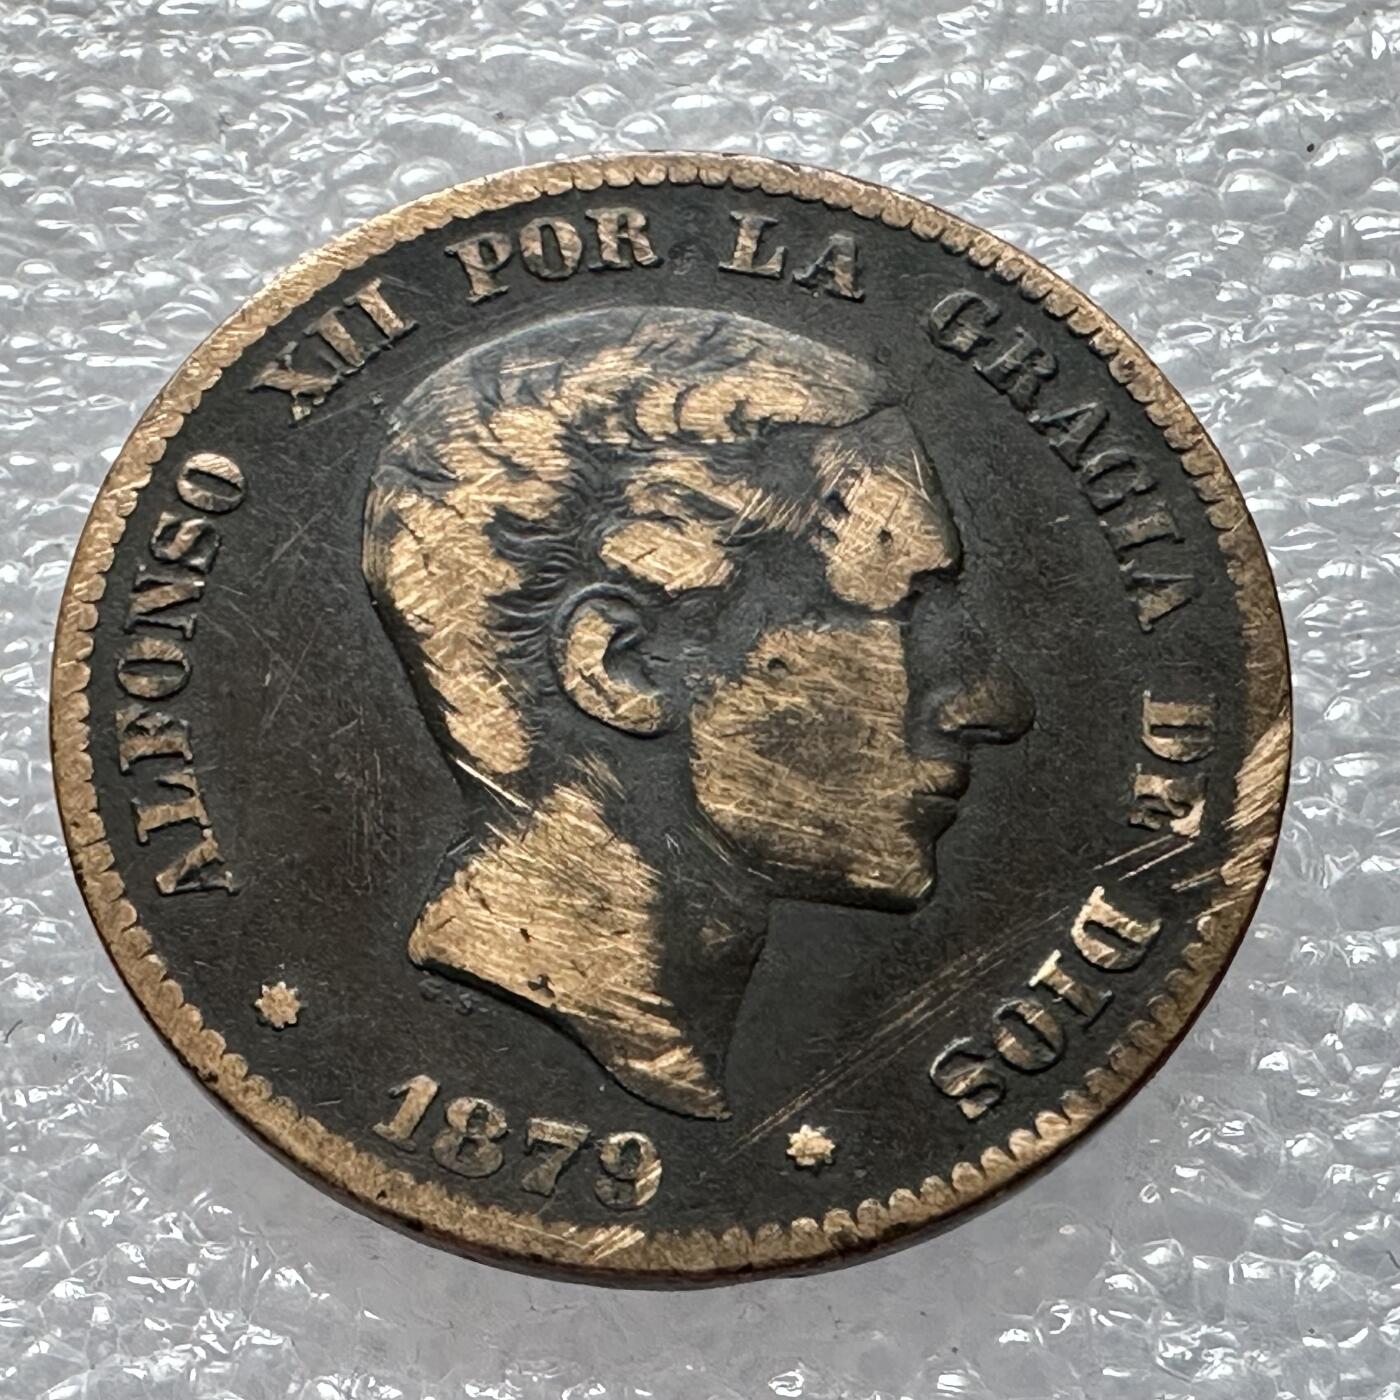 ALFONSO XII POR LA GRACIA DE DIOS
1879